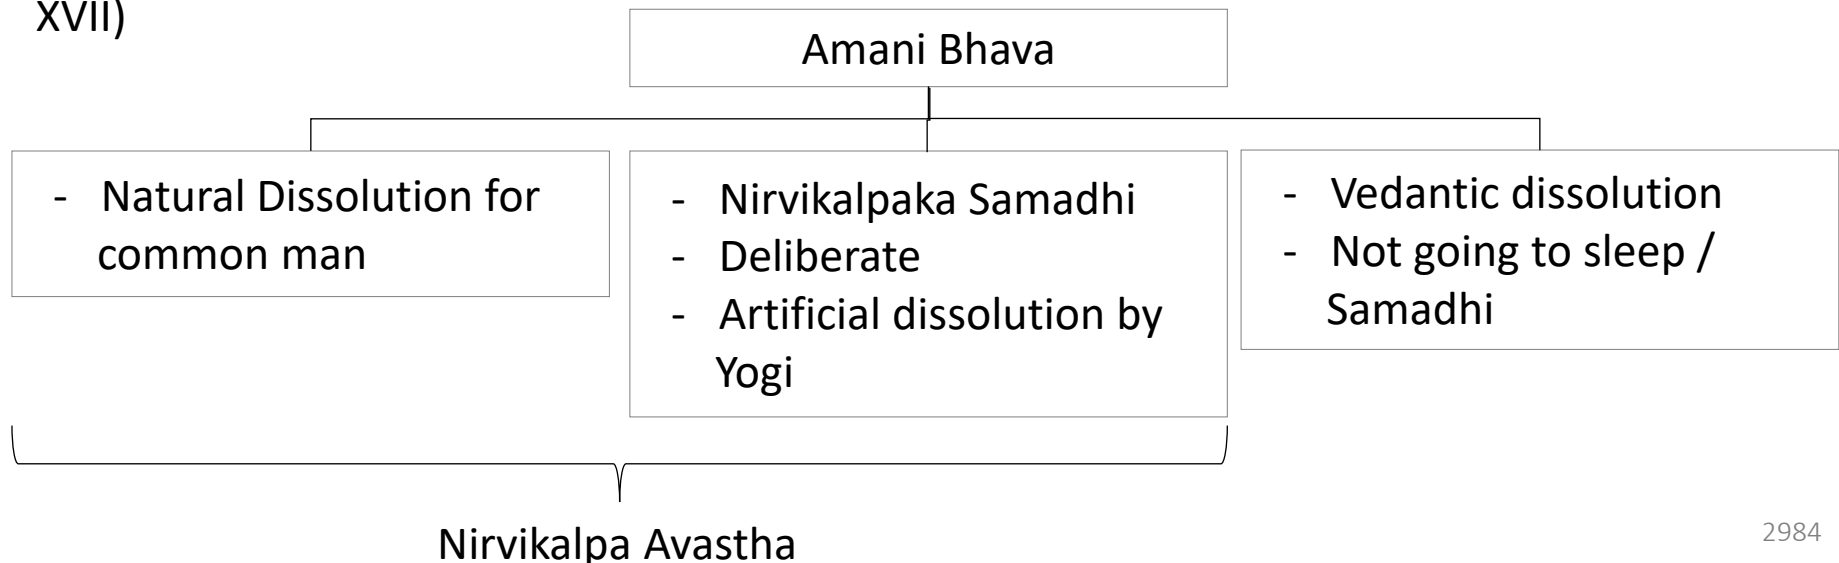 XVII)
Amani Bhava
- Natural Dissolution for
common man
- Nirvikalpaka Samadhi
- Deliberate
- Artificial dissolution by
Yogi
- Vedantic dissolution
- Not going to sleep /
Samadhi
Nirvikalpa Avastha
2984